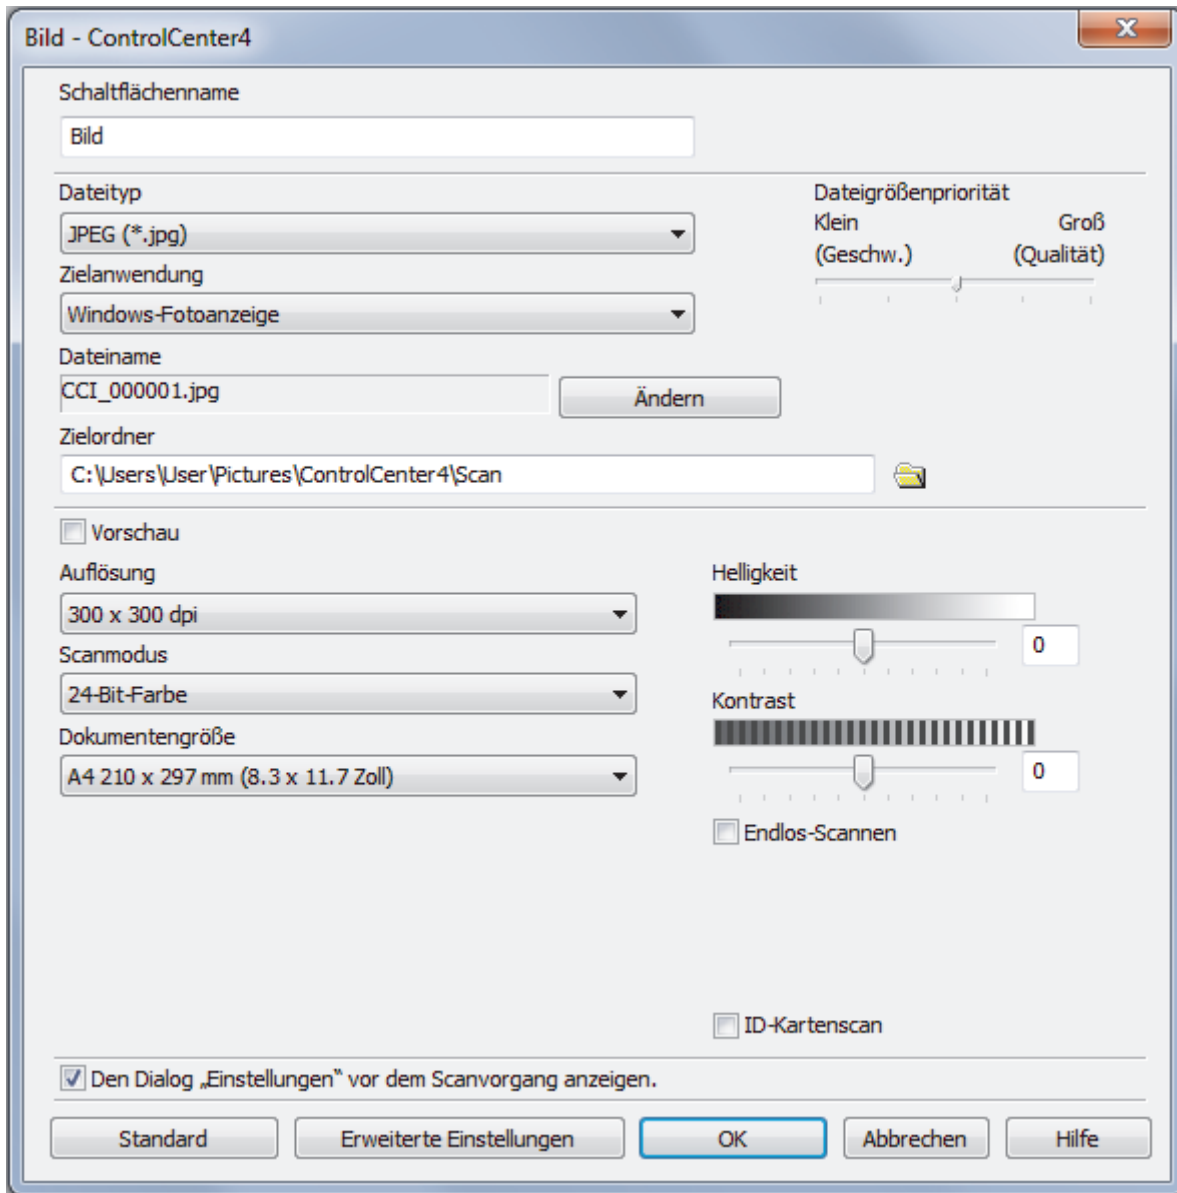 Bild - ControlCenter4
Schaltflächenname
Bild
Dateityp
JPEG (*.jpg)
Zielanwendung
Windows-Fotoanzeige
Dateigrößenpriorität
Klein Groß
(Geschw.) (Qualität)
Dateiname
CCI_000001.jpg
Ändern
Zielordner
C:\Users\User\Pictures\ControlCenter4\Scan
Vorschau
Auflösung
300 x 300 dpi
Scanmodus
24-Bit-Farbe
Dokumentengröße
A4 210 x 297 mm (8.3 x 11.7 Zoll)
Helligkeit
0
Kontrast
0
Endlos-Scannen
ID-Kartenscan
Den Dialog „Einstellungen“ vor dem Scanvorgang anzeigen.
Standard Erweiterte Einstellungen OK Abbrechen Hilfe